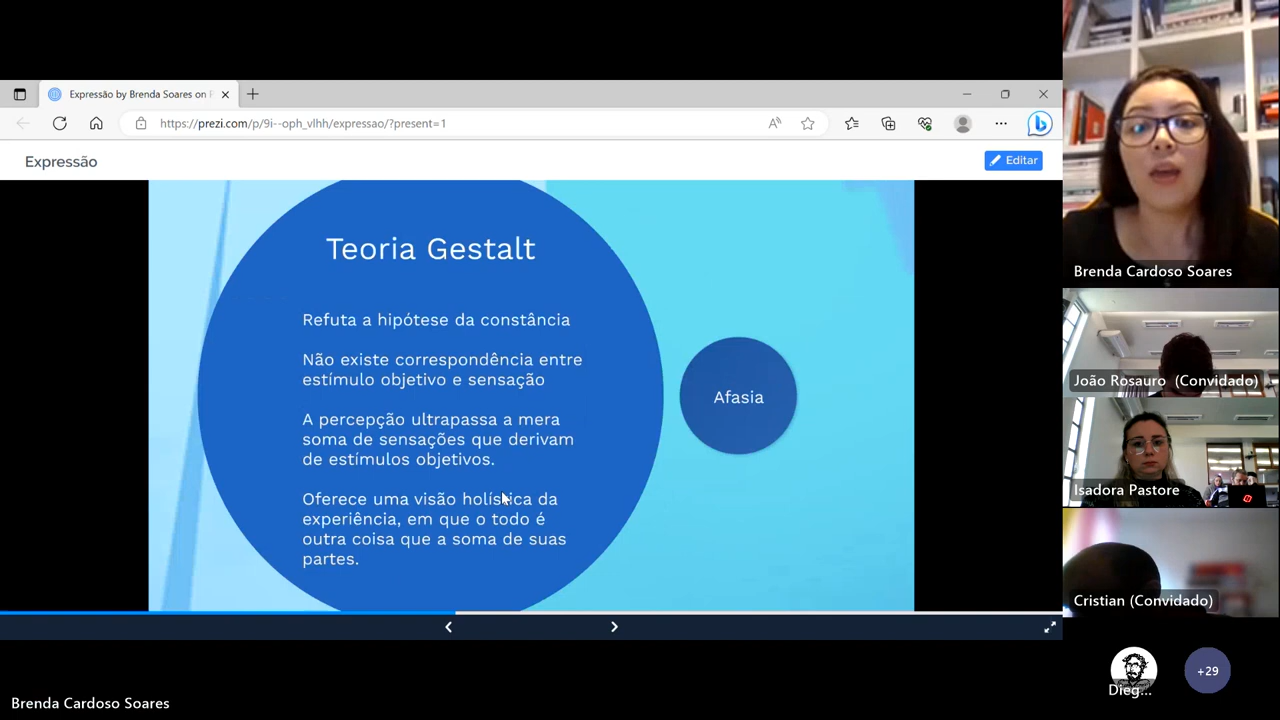 Expressão by Brenda Soares on P
https://prezi.com/p/9i--oph_vlhh/expressao/?present=1
Expressão
Editar
Teoria Gestalt
Refuta a hipótese da constância
Não existe correspondência entre
estímulo objetivo e sensação
A percepção ultrapassa a mera
soma de sensações que derivam
de estímulos objetivos.
Oferece uma visão holística da
experiência, em que o todo é
outra coisa que a soma de suas
partes.
Afasia
Brenda Cardoso Soares
João Rosauro (Convidado)
Isadora Pastore
Cristian (Convidado)
Dieg...
+29
Brenda Cardoso Soares